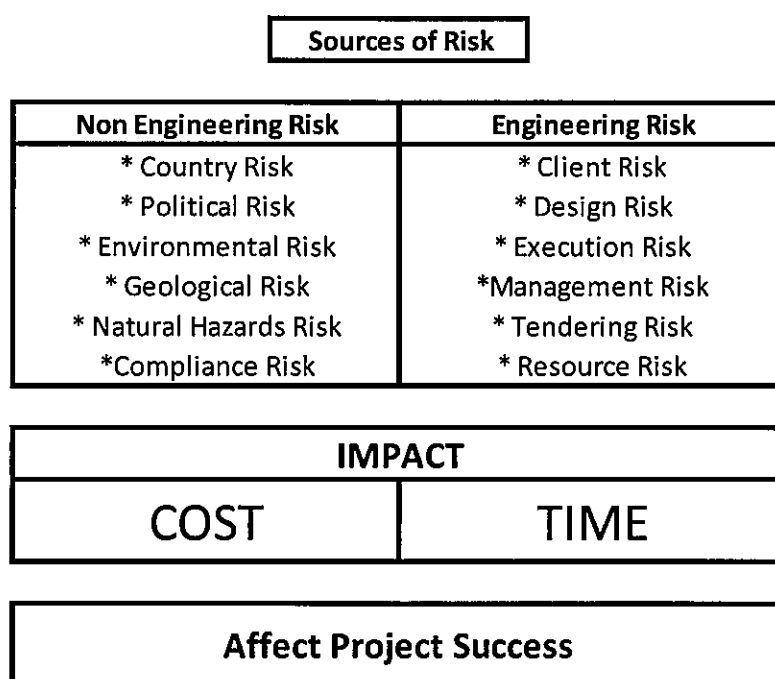 Sources of Risk
Non Engineering Risk
Engineering Risk
* Country Risk
* Client Risk
* Political Risk
* Design Risk
* Environmental Risk
* Execution Risk
* Geological Risk
*Management Risk
* Natural Hazards Risk
* Tendering Risk
*Compliance Risk
* Resource Risk
IMPACT
COST
TIME
Affect Project Success